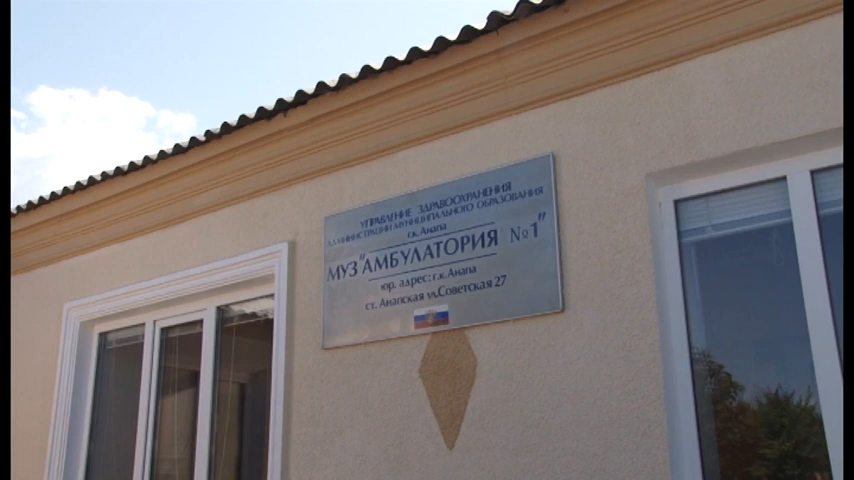 УПРАВЛЕНИЕ ЗДРАВООХРАНЕНИЯ
АДМИНИСТРАЦИИ МУНИЦИПАЛЬНОГО ОБРАЗОВАНИЯ
г.к. Анапа
МУЗ "АМБУЛАТОРИЯ №1"
юр. адрес: г.к. Анапа
ст. Анапская ул.Советская 27